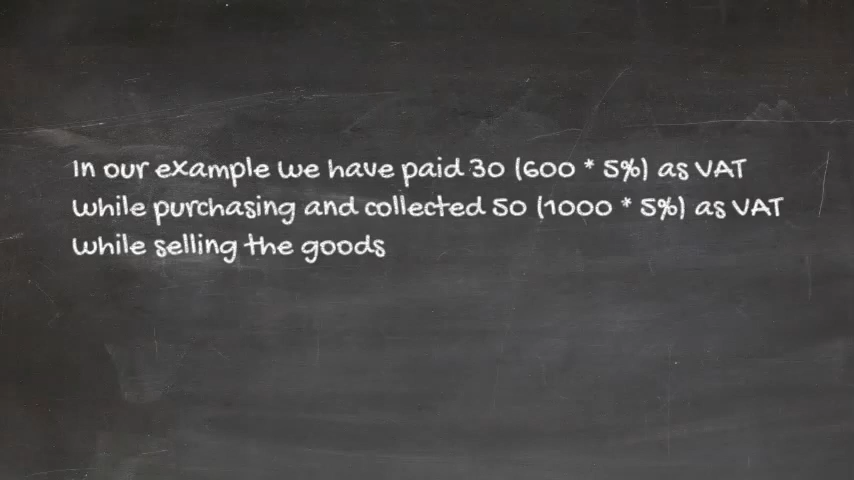 In our example we have paid 30 (600 * 5%) as VAT
while purchasing and collected 50 (1000 * 5%) as VAT
while selling the goods